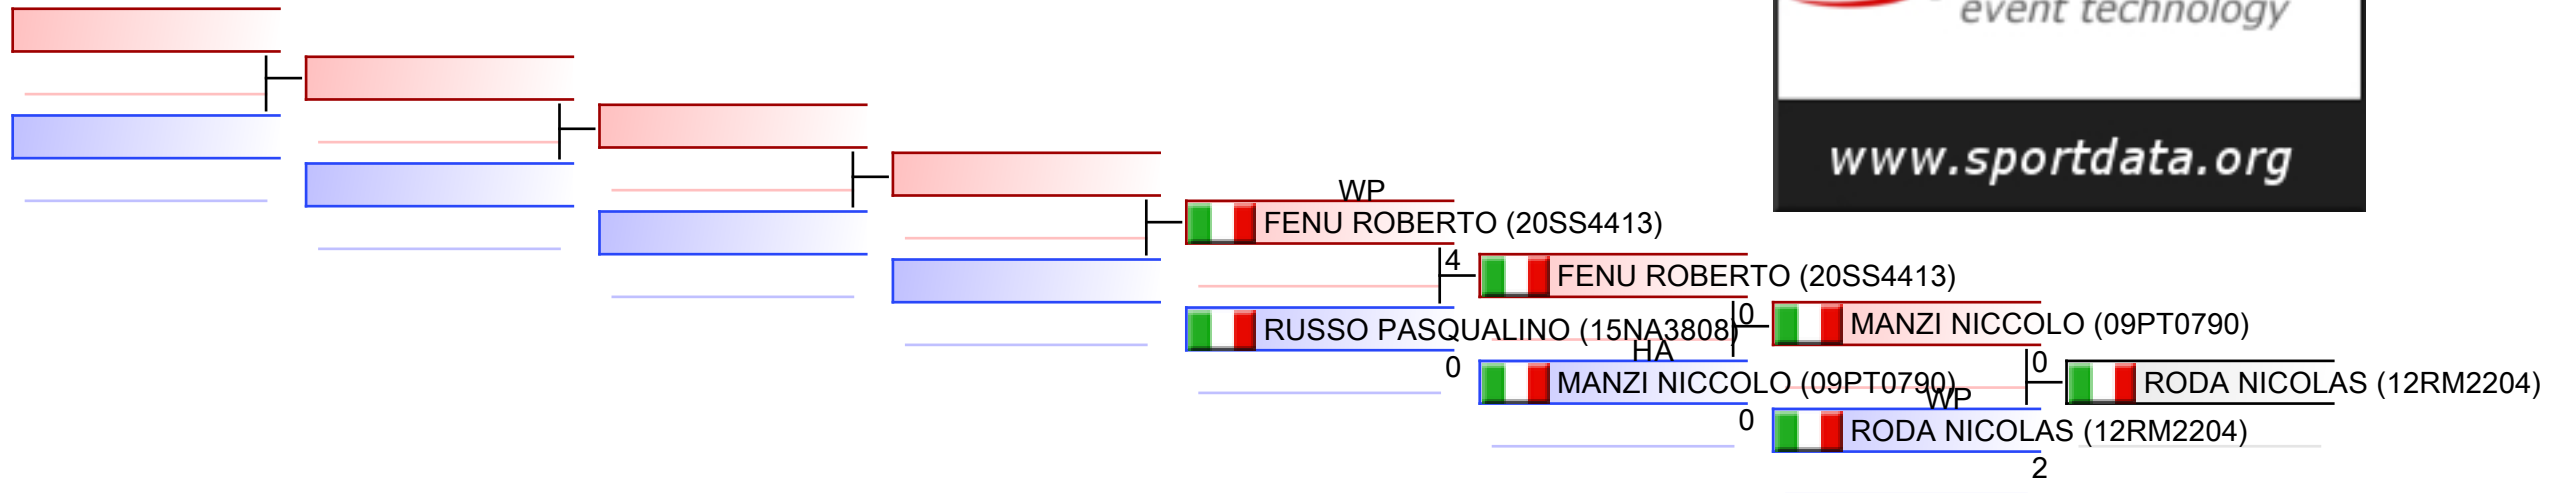 event technology
www.sportdata.org
WP
FENU ROBERTO (20SS4413)
4
FENU ROBERTO (20SS4413)
RUSSO PASQUALINO (15NA3808)
0
MANZI NICCOLO (09PT0790)
HA
0
MANZI NICCOLO (09PT0790)
0
RODA NICOLAS (12RM2204)
WP
0
RODA NICOLAS (12RM2204)
2